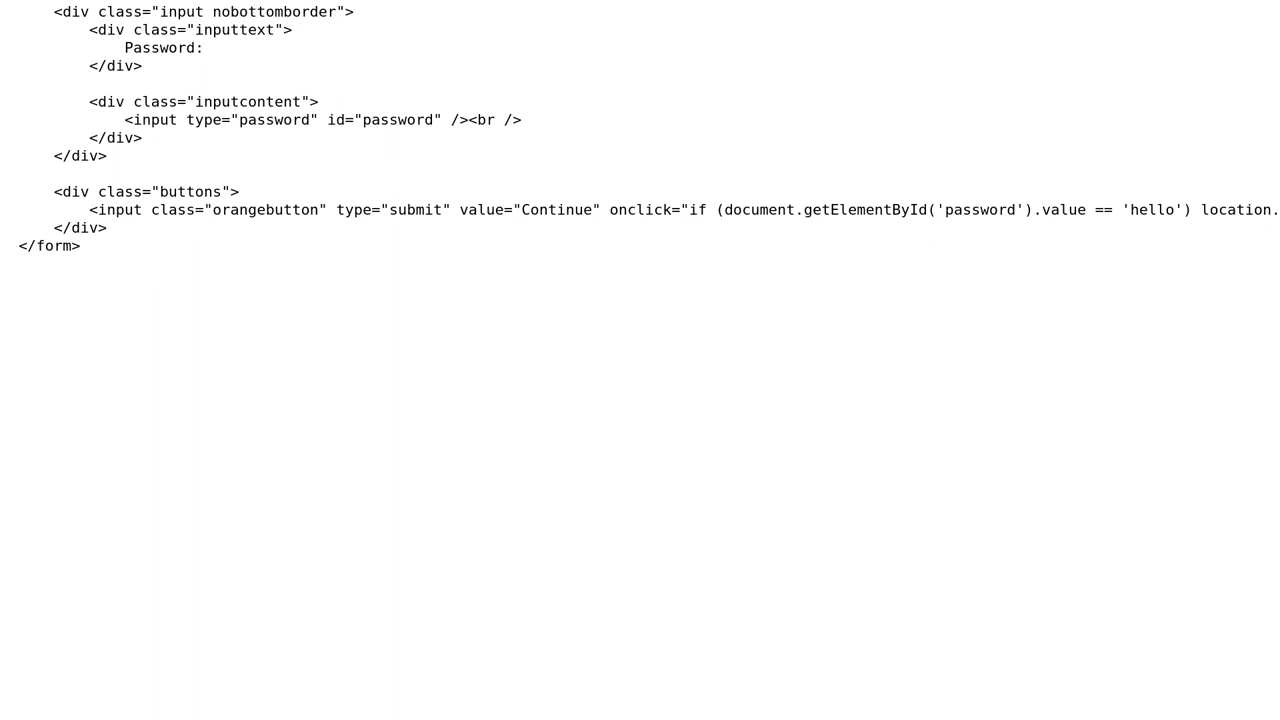 <div class="input nobottomborder">
<div class="inputtext">
Password:
</div>
<div class="inputcontent">
<input type="password" id="password" /><br />
</div>
</div>
<div class="buttons">
<input class="orangebutton" type="submit" value="Continue" onclick="if (document.getElementById('password').value == 'hello') location.
</div>
</form>